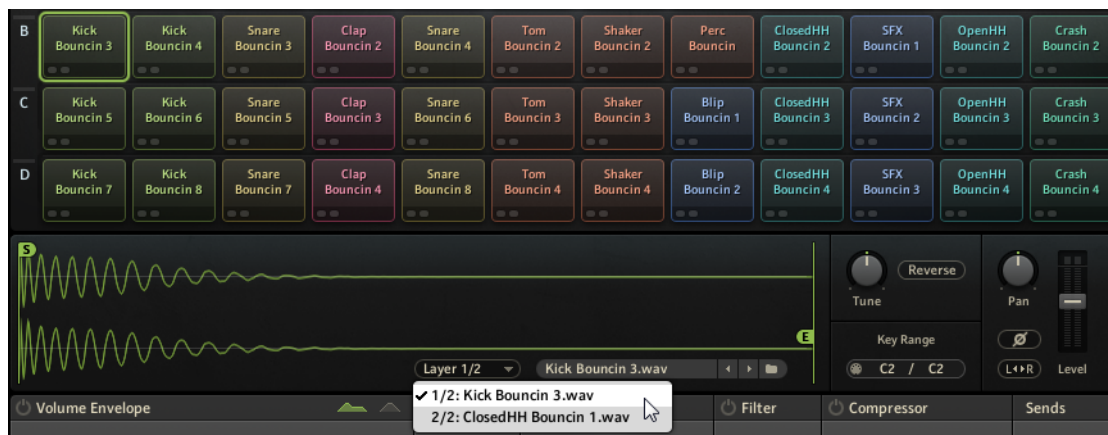 B
Kick
Bouncin 3
Kick
Bouncin 4
Snare
Bouncin 3
Clap
Bouncin 2
Snare
Bouncin 4
Tom
Bouncin 2
Shaker
Bouncin 2
Perc
Bouncin
ClosedHH
Bouncin 2
SFX
Bouncin 1
OpenHH
Bouncin 2
Crash
Bouncin 2
C
Kick
Bouncin 5
Kick
Bouncin 6
Snare
Bouncin 5
Clap
Bouncin 3
Snare
Bouncin 6
Tom
Bouncin 3
Shaker
Bouncin 3
Blip
Bouncin 1
ClosedHH
Bouncin 3
SFX
Bouncin 2
OpenHH
Bouncin 3
Crash
Bouncin 3
D
Kick
Bouncin 7
Kick
Bouncin 8
Snare
Bouncin 7
Clap
Bouncin 4
Snare
Bouncin 8
Tom
Bouncin 4
Shaker
Bouncin 4
Blip
Bouncin 2
ClosedHH
Bouncin 4
SFX
Bouncin 3
OpenHH
Bouncin 4
Crash
Bouncin 4
S
E
Tune
Reverse
Pan
Key Range
C2 / C2
L R
Level
Layer 1/2
Kick Bouncin 3.wav
1/2: Kick Bouncin 3.wav
2/2: ClosedHH Bouncin 1.wav
Volume Envelope
Filter
Compressor
Sends